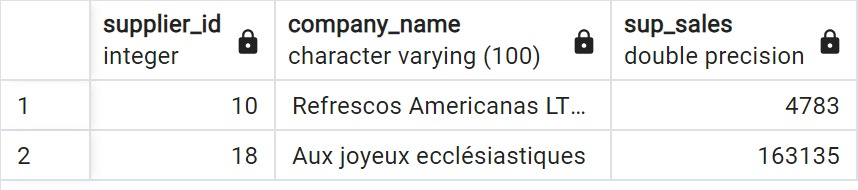 supplier_id company_name sup_sales
integer character varying (100) double precision
1 10 Refrescos Americanas LT... 4783
2 18 Aux joyeux ecclésiastiques 163135